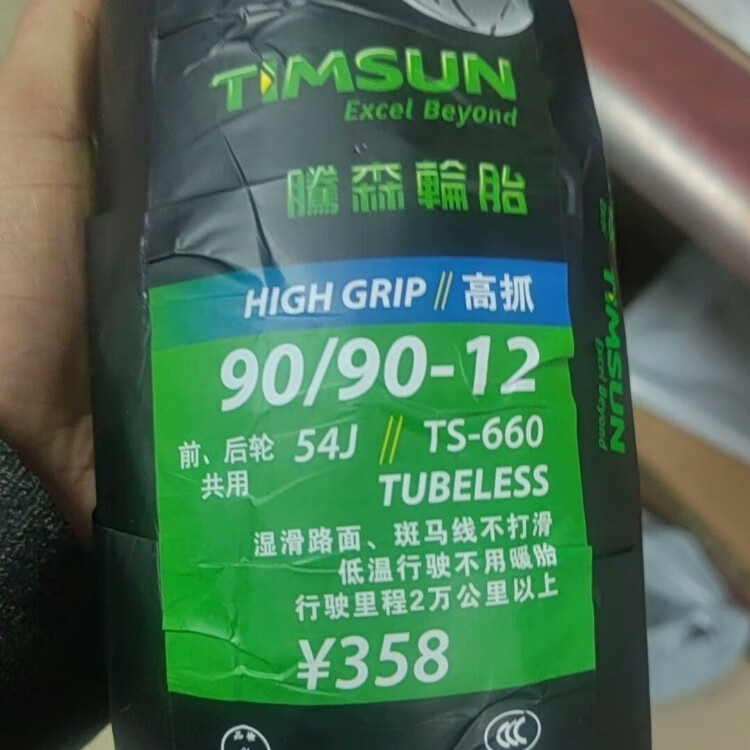 TIMSUN
Excel Beyond
騰森輪胎
HIGH GRIP // 高抓
90/90-12
前、后轮 54J // TS-660
共用 TUBELESS
湿滑路面、斑马线不打滑
低温行驶不用暖胎
行驶里程2万公里以上
¥358
TIMSUN
Excel Beyond